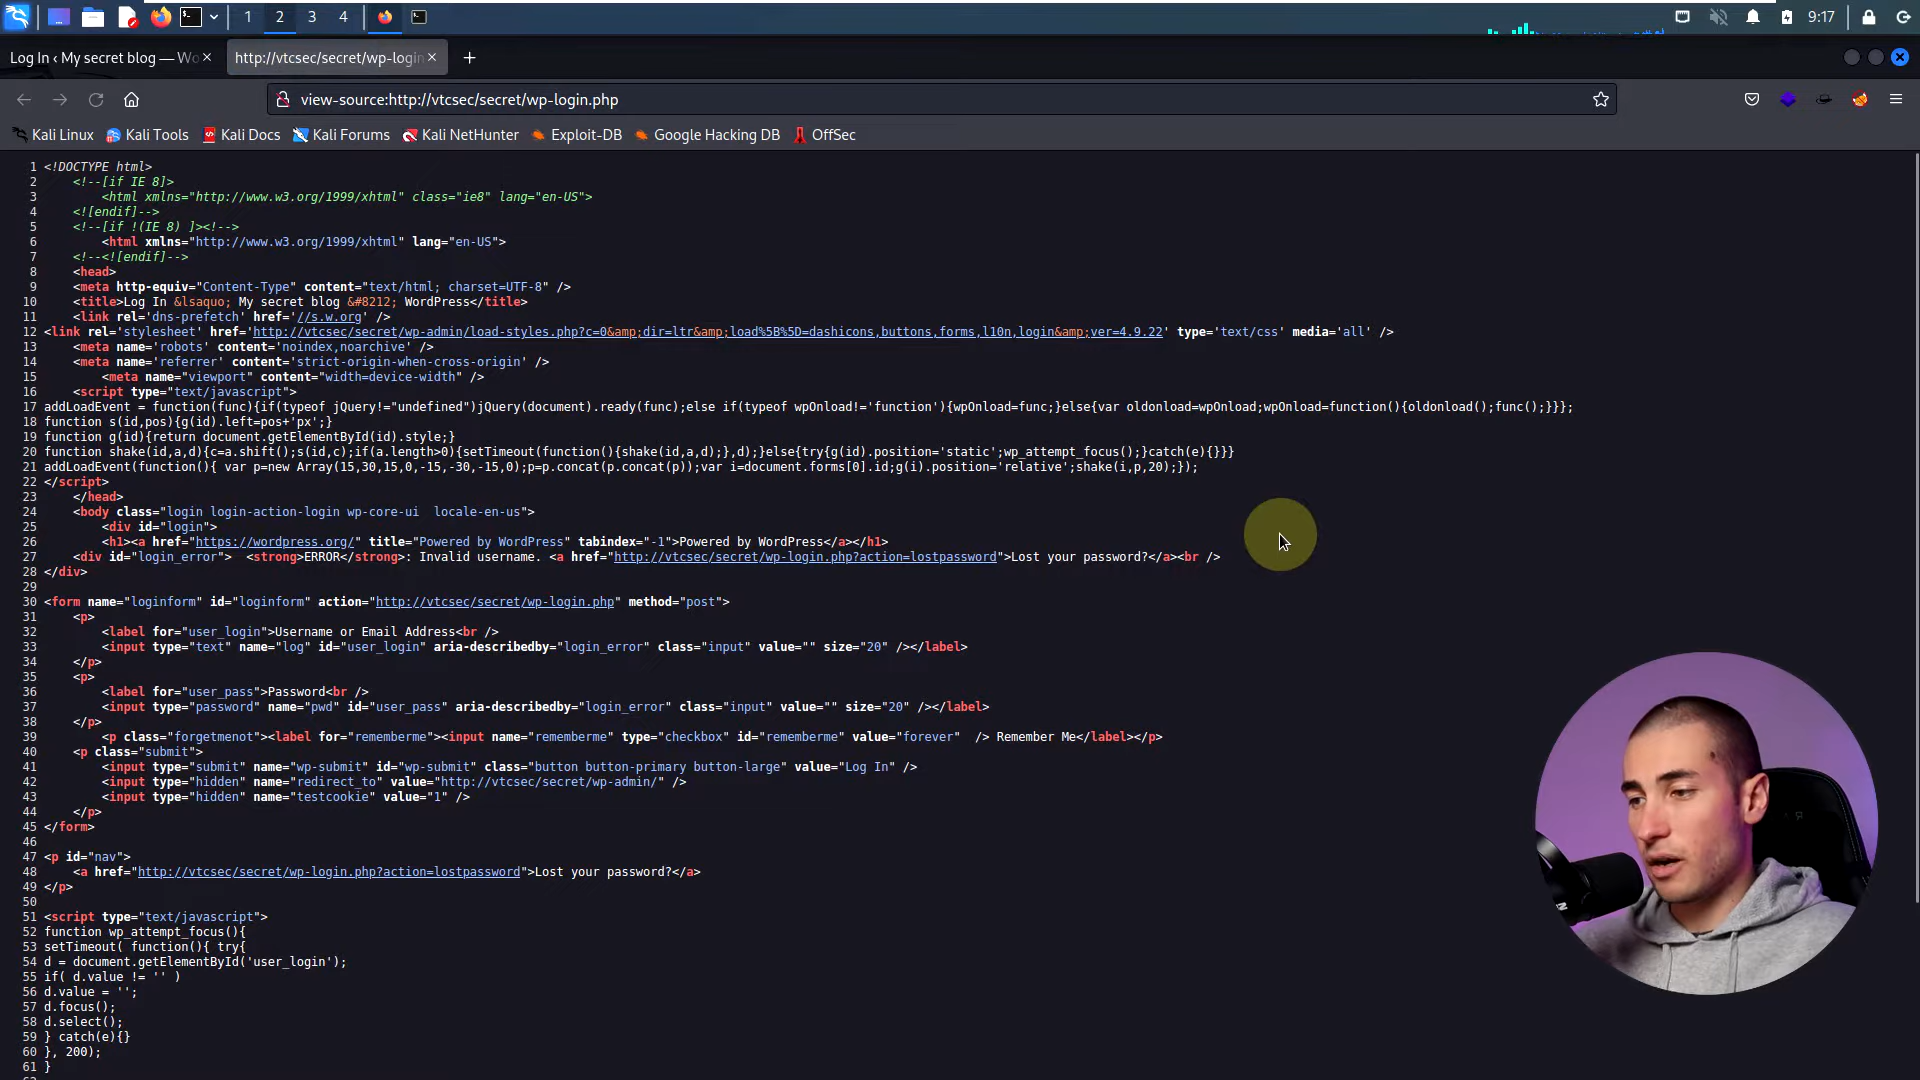 1 2 3 4 9:17
Log In ‹ My secret blog — Wo
http://vtcsec/secret/wp-login
view-source:http://vtcsec/secret/wp-login.php
Kali Linux Kali Tools Kali Docs Kali Forums Kali NetHunter Exploit-DB Google Hacking DB OffSec
1 <!DOCTYPE html>
2 <!--[if IE 8]>
3 <html xmlns="http://www.w3.org/1999/xhtml" class="ie8" lang="en-US">
4 <![endif]-->
5 <!--[if !(IE 8) ]><!-->
6 <html xmlns="http://www.w3.org/1999/xhtml" lang="en-US">
7 <!--<![endif]-->
8 <head>
9 <meta http-equiv="Content-Type" content="text/html; charset=UTF-8" />
10 <title>Log In &lsaquo; My secret blog &#8212; WordPress</title>
11 <link rel='dns-prefetch' href='//s.w.org' />
12 <link rel='stylesheet' href='http://vtcsec/secret/wp-admin/load-styles.php?c=0&amp;dir=ltr&amp;load%5B%5D=dashicons,buttons,forms,l10n,login&amp;ver=4.9.22' type='text/css' media='all' />
13 <meta name='robots' content='noindex,noarchive' />
14 <meta name='referrer' content='strict-origin-when-cross-origin' />
15 <meta name="viewport" content="width=device-width" />
16 <script type="text/javascript">
17 addLoadEvent = function(func){if(typeof jQuery!="undefined")jQuery(document).ready(func);else if(typeof wpOnload!='function'){wpOnload=func;}else{var oldonload=wpOnload;wpOnload=function(){oldonload();func();}}};
18 function s(id,pos){g(id).left=pos+'px';}
19 function g(id){return document.getElementById(id).style;}
20 function shake(id,a,d){c=a.shift();s(id,c);if(a.length>0){setTimeout(function(){shake(id,a,d);},d);}else{try{g(id).position='static';wp_attempt_focus();}catch(e){}}}
21 addLoadEvent(function(){ var p=new Array(15,30,15,0,-15,-30,-15,0);p=p.concat(p.concat(p));var i=document.forms[0].id;g(i).position='relative';shake(i,p,20);});
22 </script>
23 </head>
24 <body class="login login-action-login wp-core-ui  locale-en-us">
25 <div id="login">
26 <h1><a href="https://wordpress.org/" title="Powered by WordPress" tabindex="-1">Powered by WordPress</a></h1>
27 <div id="login_error">  <strong>ERROR</strong>: Invalid username. <a href="http://vtcsec/secret/wp-login.php?action=lostpassword">Lost your password?</a><br />
28 </div>
29
30 <form name="loginform" id="loginform" action="http://vtcsec/secret/wp-login.php" method="post">
31 <p>
32 <label for="user_login">Username or Email Address<br />
33 <input type="text" name="log" id="user_login" aria-describedby="login_error" class="input" value="" size="20" /></label>
34 </p>
35 <p>
36 <label for="user_pass">Password<br />
37 <input type="password" name="pwd" id="user_pass" aria-describedby="login_error" class="input" value="" size="20" /></label>
38 </p>
39 <p class="forgetmenot"><label for="rememberme"><input name="rememberme" type="checkbox" id="rememberme" value="forever"  /> Remember Me</label></p>
40 <p class="submit">
41 <input type="submit" name="wp-submit" id="wp-submit" class="button button-primary button-large" value="Log In" />
42 <input type="hidden" name="redirect_to" value="http://vtcsec/secret/wp-admin/" />
43 <input type="hidden" name="testcookie" value="1" />
44 </p>
45 </form>
46
47 <p id="nav">
48 <a href="http://vtcsec/secret/wp-login.php?action=lostpassword">Lost your password?</a>
49 </p>
50
51 <script type="text/javascript">
52 function wp_attempt_focus(){
53 setTimeout( function(){ try{
54 d = document.getElementById('user_login');
55 if( d.value != '' )
56 d.value = '';
57 d.focus();
58 d.select();
59 } catch(e){}
60 }, 200);
61 }